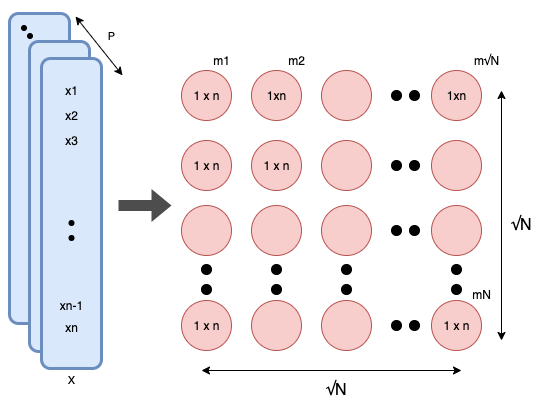 P
x1
x2
x3
xn-1
xn
x
m1 m2 m√N
1 x n 1xn 1xn
1 x n 1 x n
√N
mN
1 x n 1 x n
√N